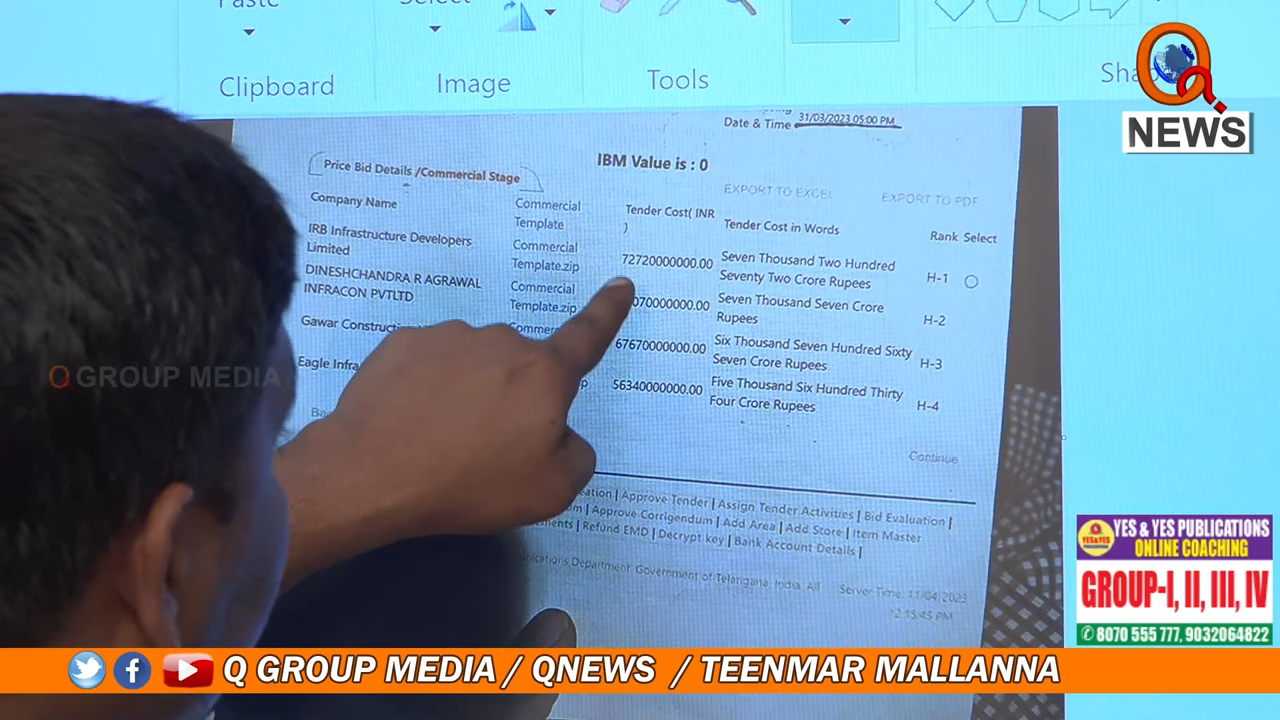 Clipboard
Image
Tools
Q
NEWS
Date & Time 31/03/2023 05:00 PM
IBM Value is : 0
Price Bid Details /Commercial Stage
EXPORT TO EXCEL EXPORT TO PDF
Company Name Commercial Template Tender Cost( INR ) Tender Cost in Words Rank Select
IRB Infrastructure Developers Limited Commercial Template.zip 72720000000.00 Seven Thousand Two Hundred Seventy Two Crore Rupees H-1
DINESHCHANDRA R AGRAWAL INFRACON PVTLTD Commercial Template.zip 070000000.00 Seven Thousand Seven Crore Rupees H-2
Gawar 67670000000.00 Six Thousand Seven Hundred Sixty Seven Crore Rupees H-3
Eagle Infra 56340000000.00 Five Thousand Six Hundred Thirty Four Crore Rupees H-4
Continue
| Approve Tender | Assign Tender Activities | Bid Evaluation |
| Approve Corrigendum | Add Area | Add Store | Item Master
| Refund EMD | Decrypt key | Bank Account Details |
Department Government of Telangana, India. All
Server Time: 11/04/2023
12:15:45 PM
Q GROUP MEDIA
YES & YES PUBLICATIONS
ONLINE COACHING
GROUP-I, II, III, IV
8070 555 777, 9032064822
Q GROUP MEDIA / QNEWS / TEENMAR MALLANNA